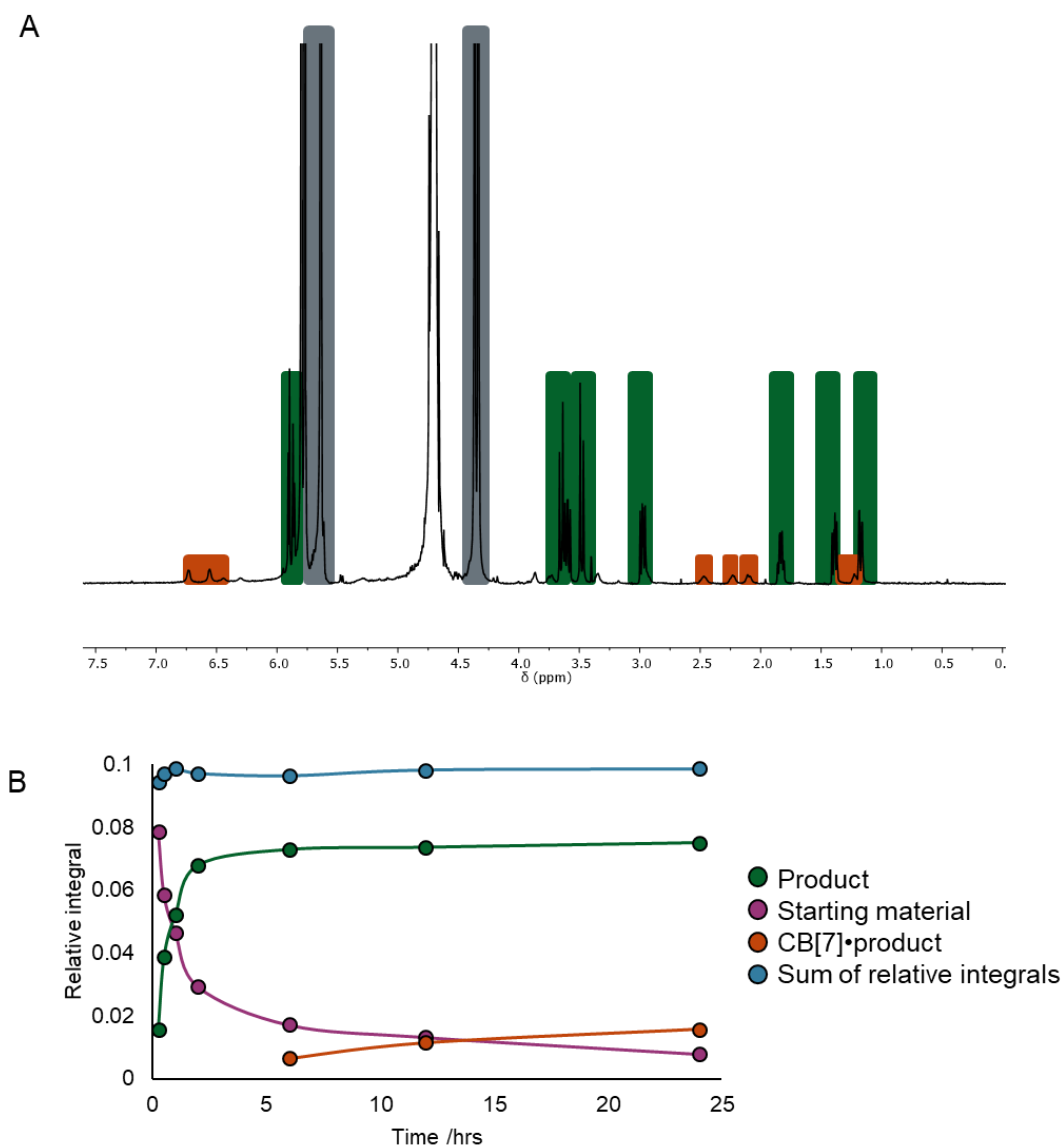 A
7.5 7.0 6.5 6.0 5.5 5.0 4.5 4.0 3.5 3.0 2.5 2.0 1.5 1.0 0.5 0.
δ (ppm)
B
0.1
0.08
0.06
0.04
0.02
0
Relative integral
0 5 10 15 20 25
Time /hrs
Product
Starting material
CB[7]•product
Sum of relative integrals